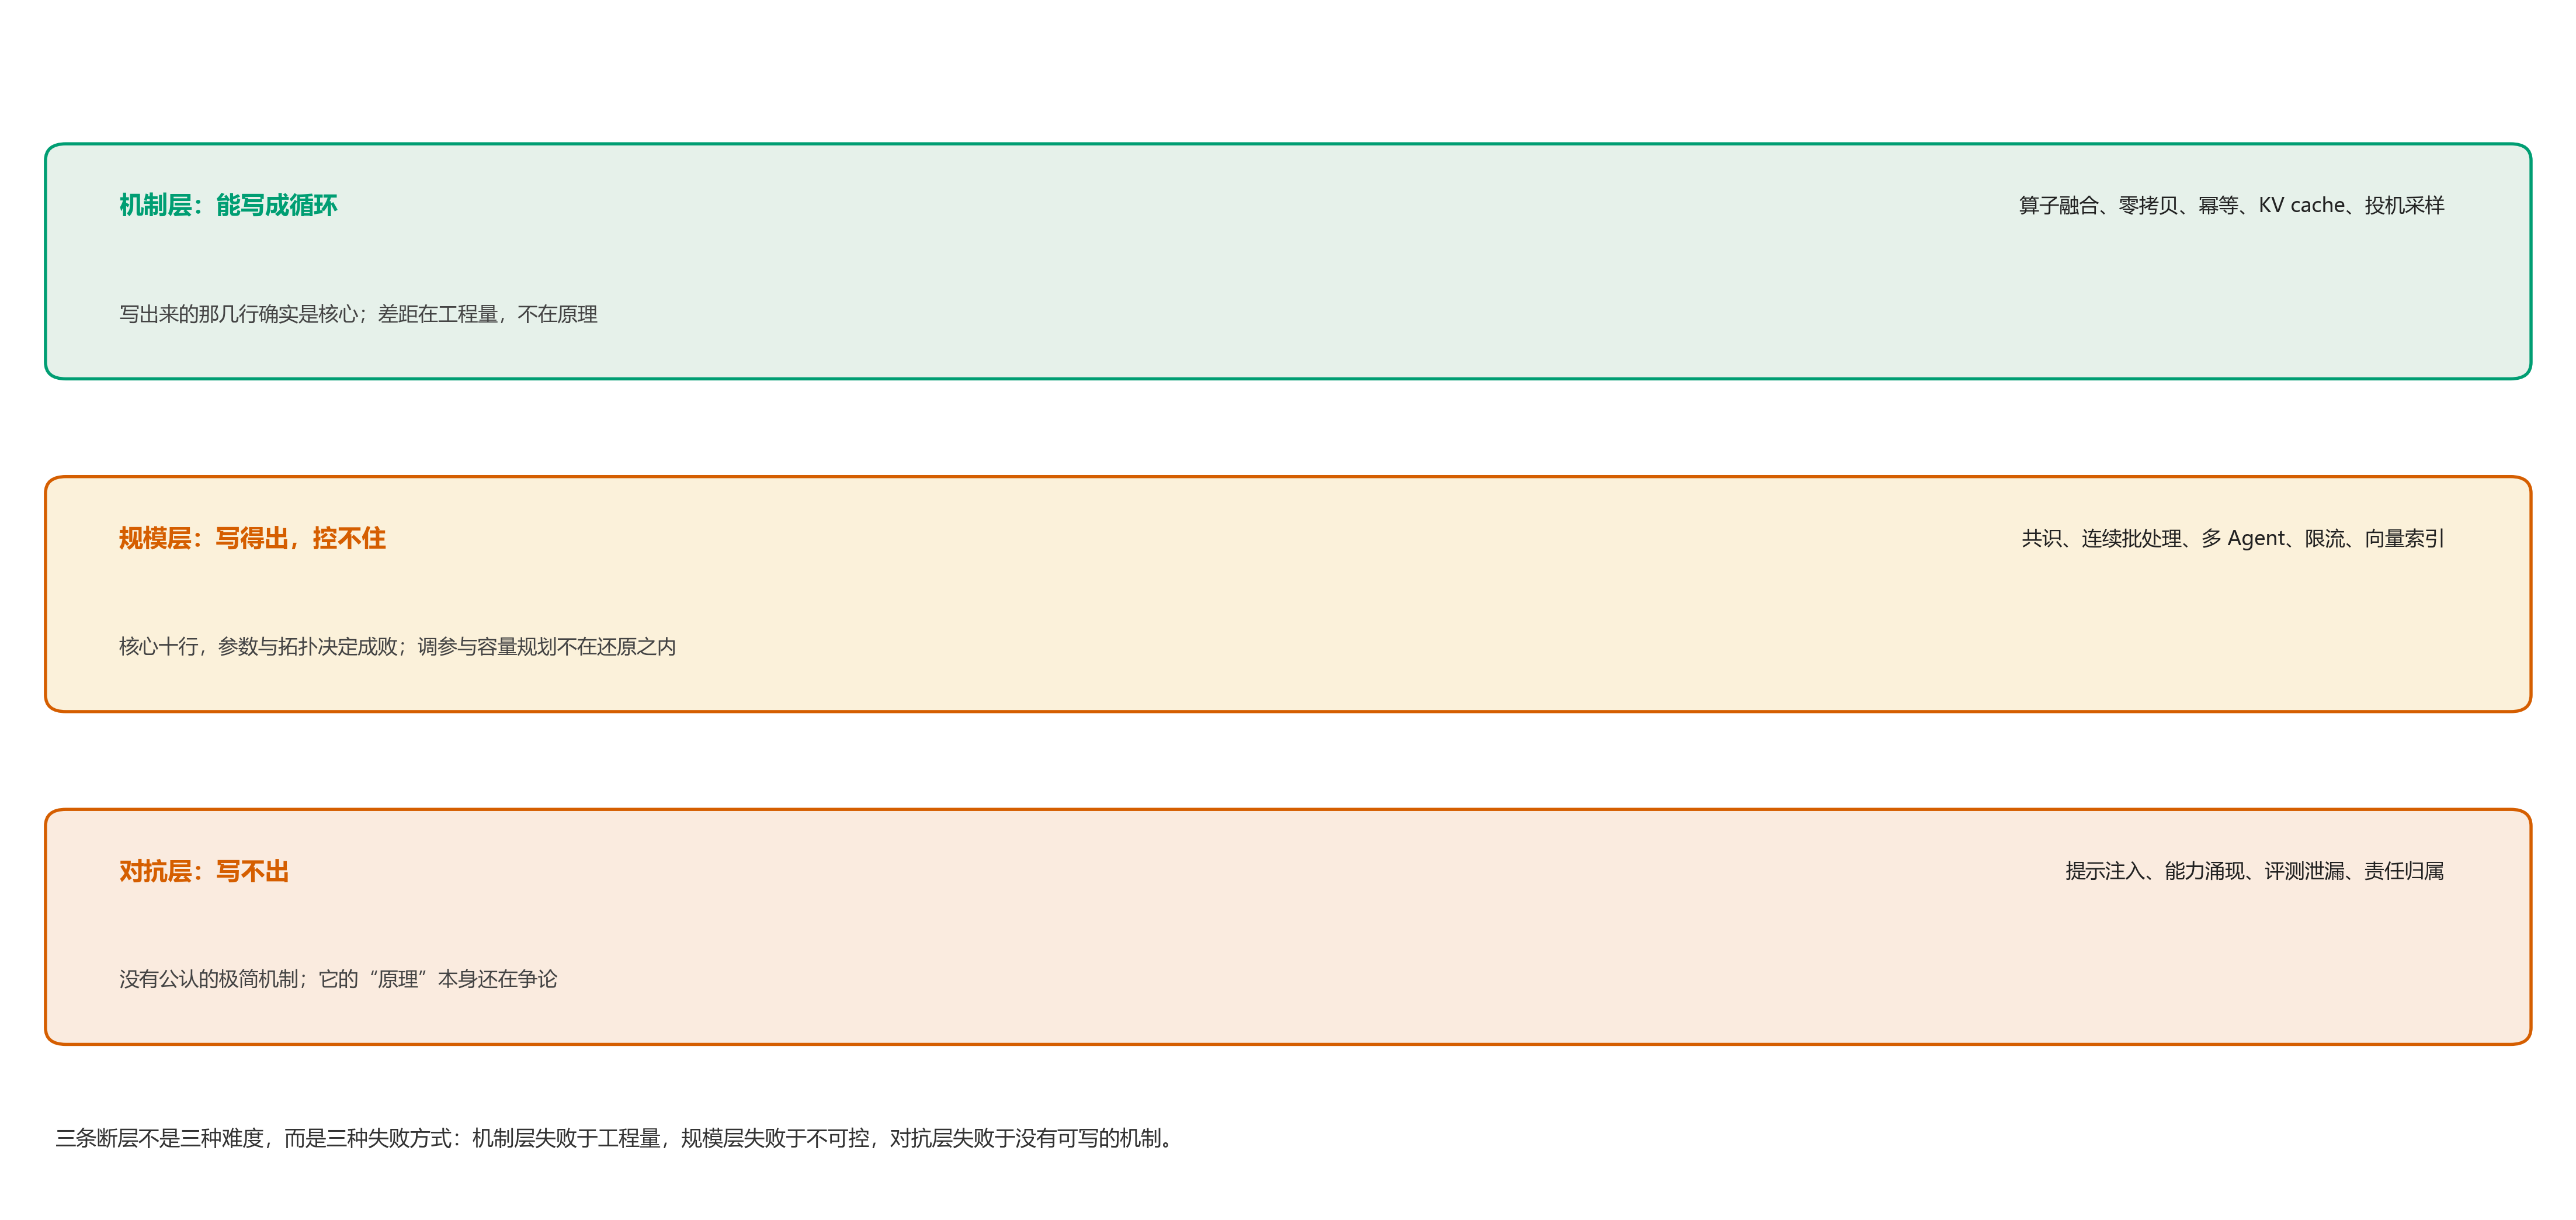 机制层：能写成循环
算子融合、零拷贝、幂等、KV cache、投机采样
写出来的那几行确实是核心；差距在工程量，不在原理
规模层：写得出，控不住
共识、连续批处理、多 Agent、限流、向量索引
核心十行，参数与拓扑决定成败；调参与容量规划不在还原之内
对抗层：写不出
提示注入、能力涌现、评测泄漏、责任归属
没有公认的极简机制；它的“原理”本身还在争论
三条断层不是三种难度，而是三种失败方式：机制层失败于工程量，规模层失败于不可控，对抗层失败于没有可写的机制。